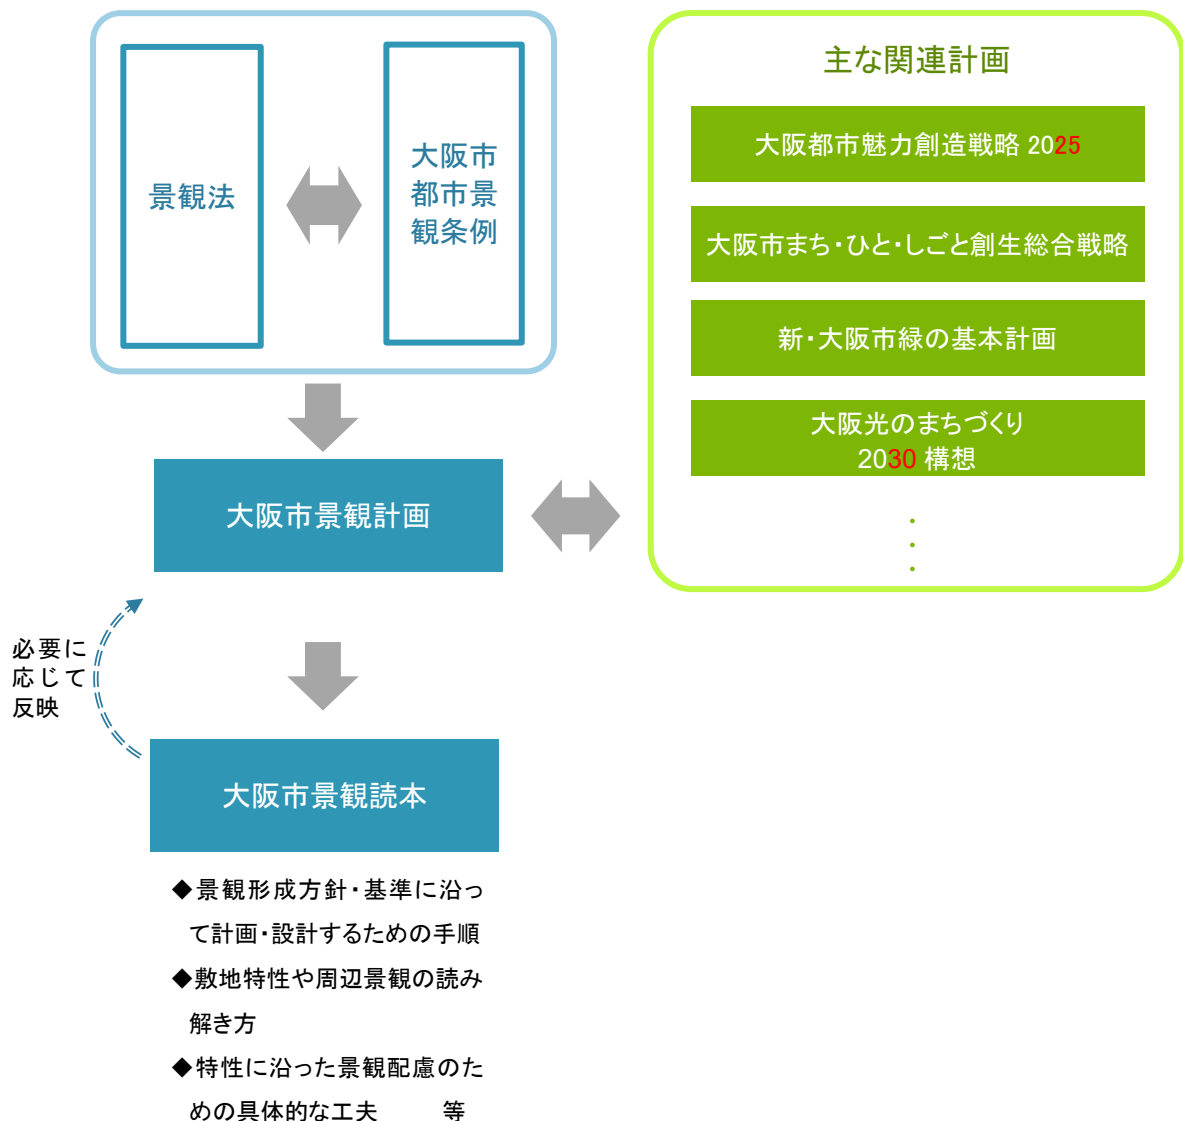 景観法
大阪市
都市景
観条例
主な関連計画
大阪都市魅力創造戦略 2025
大阪市まち・ひと・しごと創生総合戦略
新・大阪市緑の基本計画
大阪光のまちづくり
2030 構想
・
・
・
大阪市景観計画
必要に
応じて
反映
大阪市景観読本
◆景観形成方針・基準に沿っ
て計画・設計するための手順
◆敷地特性や周辺景観の読み
解き方
◆特性に沿った景観配慮のた
めの具体的な工夫　　　等